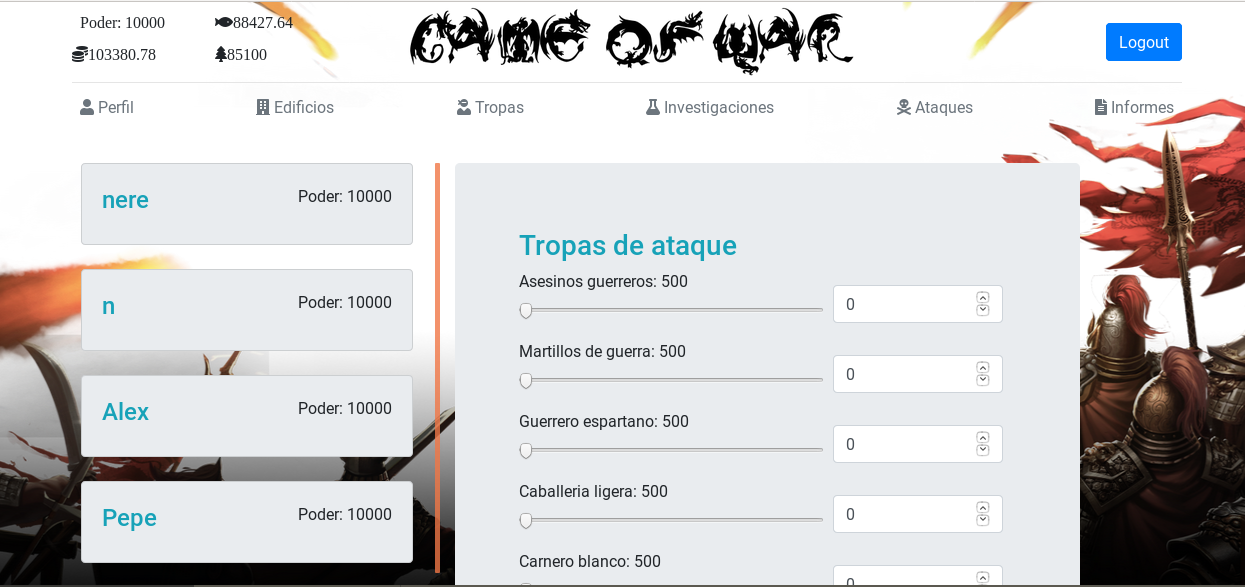 Poder: 10000
88427.64
103380.78
85100
GAME OF WAR
Logout
Perfil
Edificios
Tropas
Investigaciones
Ataques
Informes
nere
Poder: 10000
n
Poder: 10000
Alex
Poder: 10000
Pepe
Poder: 10000
Tropas de ataque
Asesinos guerreros: 500
0
Martillos de guerra: 500
0
Guerrero espartano: 500
0
Caballeria ligera: 500
0
Carnero blanco: 500
0